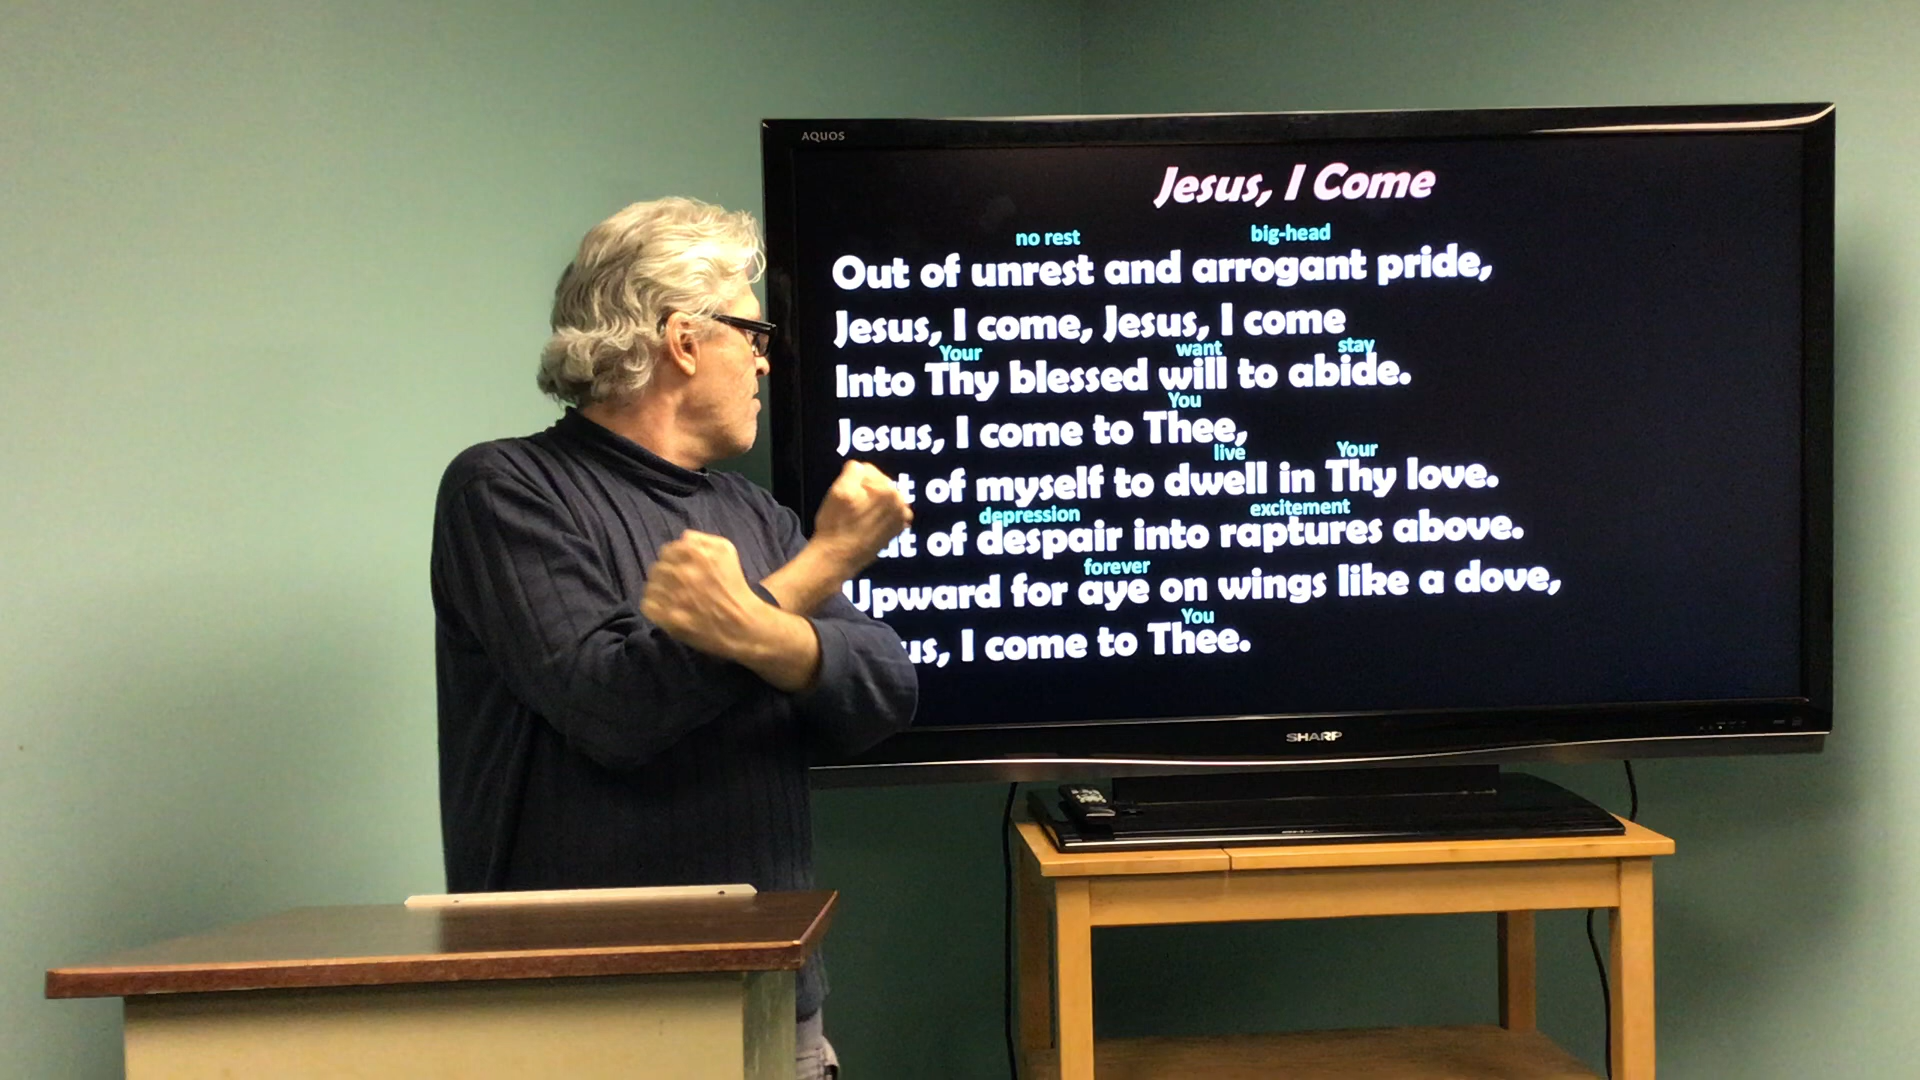 AQUOS
Jesus, I Come
no rest big-head
Out of unrest and arrogant pride,
Jesus, I come, Jesus, I come
Your want stay
Into Thy blessed will to abide.
You
Jesus, I come to Thee,
live Your
of myself to dwell in Thy love.
depression excitement
of despair into raptures above.
forever
Upward for aye on wings like a dove,
You
I come to Thee.
SHARP